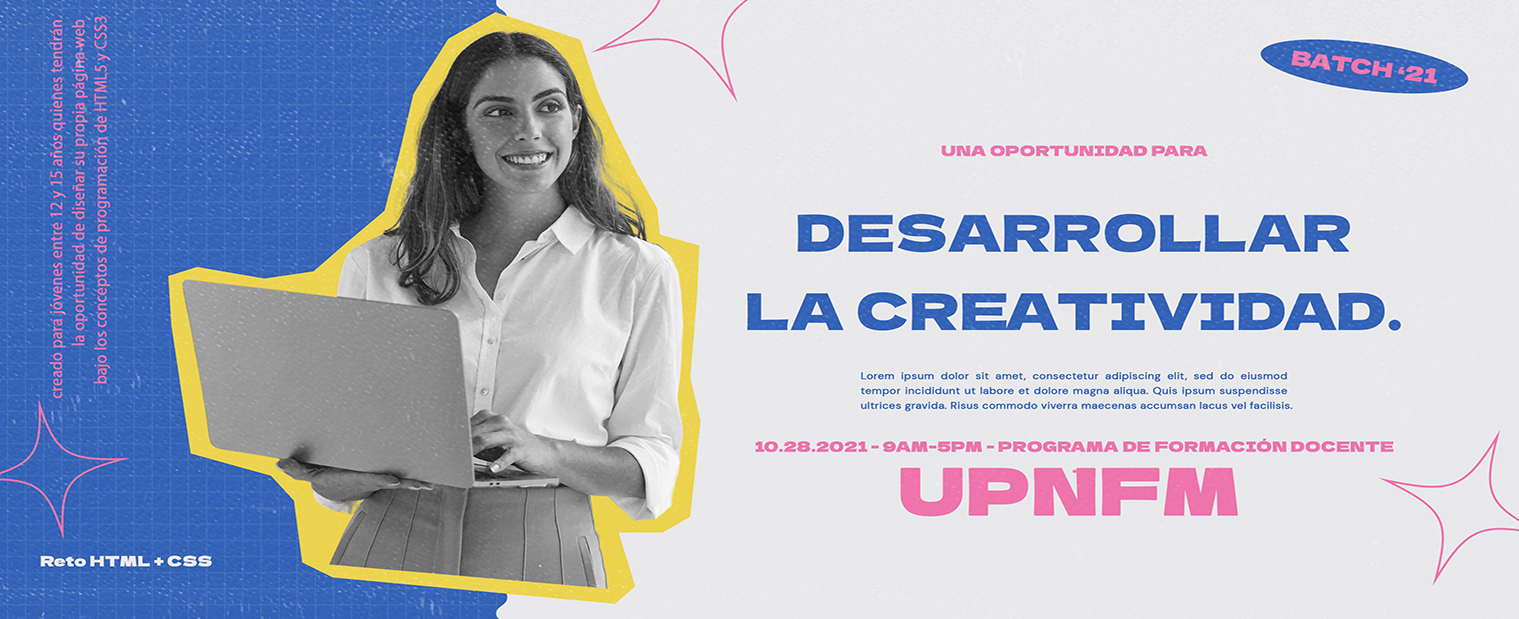 creado para jóvenes entre 12 y 15 años quienes tendrán
la oportunidad de diseñar su propia página web
bajo los conceptos de programación de HTML5 y CSS3
Reto HTML + CSS
BATCH ‘21
UNA OPORTUNIDAD PARA
DESARROLLAR
LA CREATIVIDAD.
Lorem ipsum dolor sit amet, consectetur adipiscing elit, sed do eiusmod
tempor incididunt ut labore et dolore magna aliqua. Quis ipsum suspendisse
ultrices gravida. Risus commodo viverra maecenas accumsan lacus vel facilisis.
10.28.2021 - 9AM-5PM - PROGRAMA DE FORMACIÓN DOCENTE
UPNFM